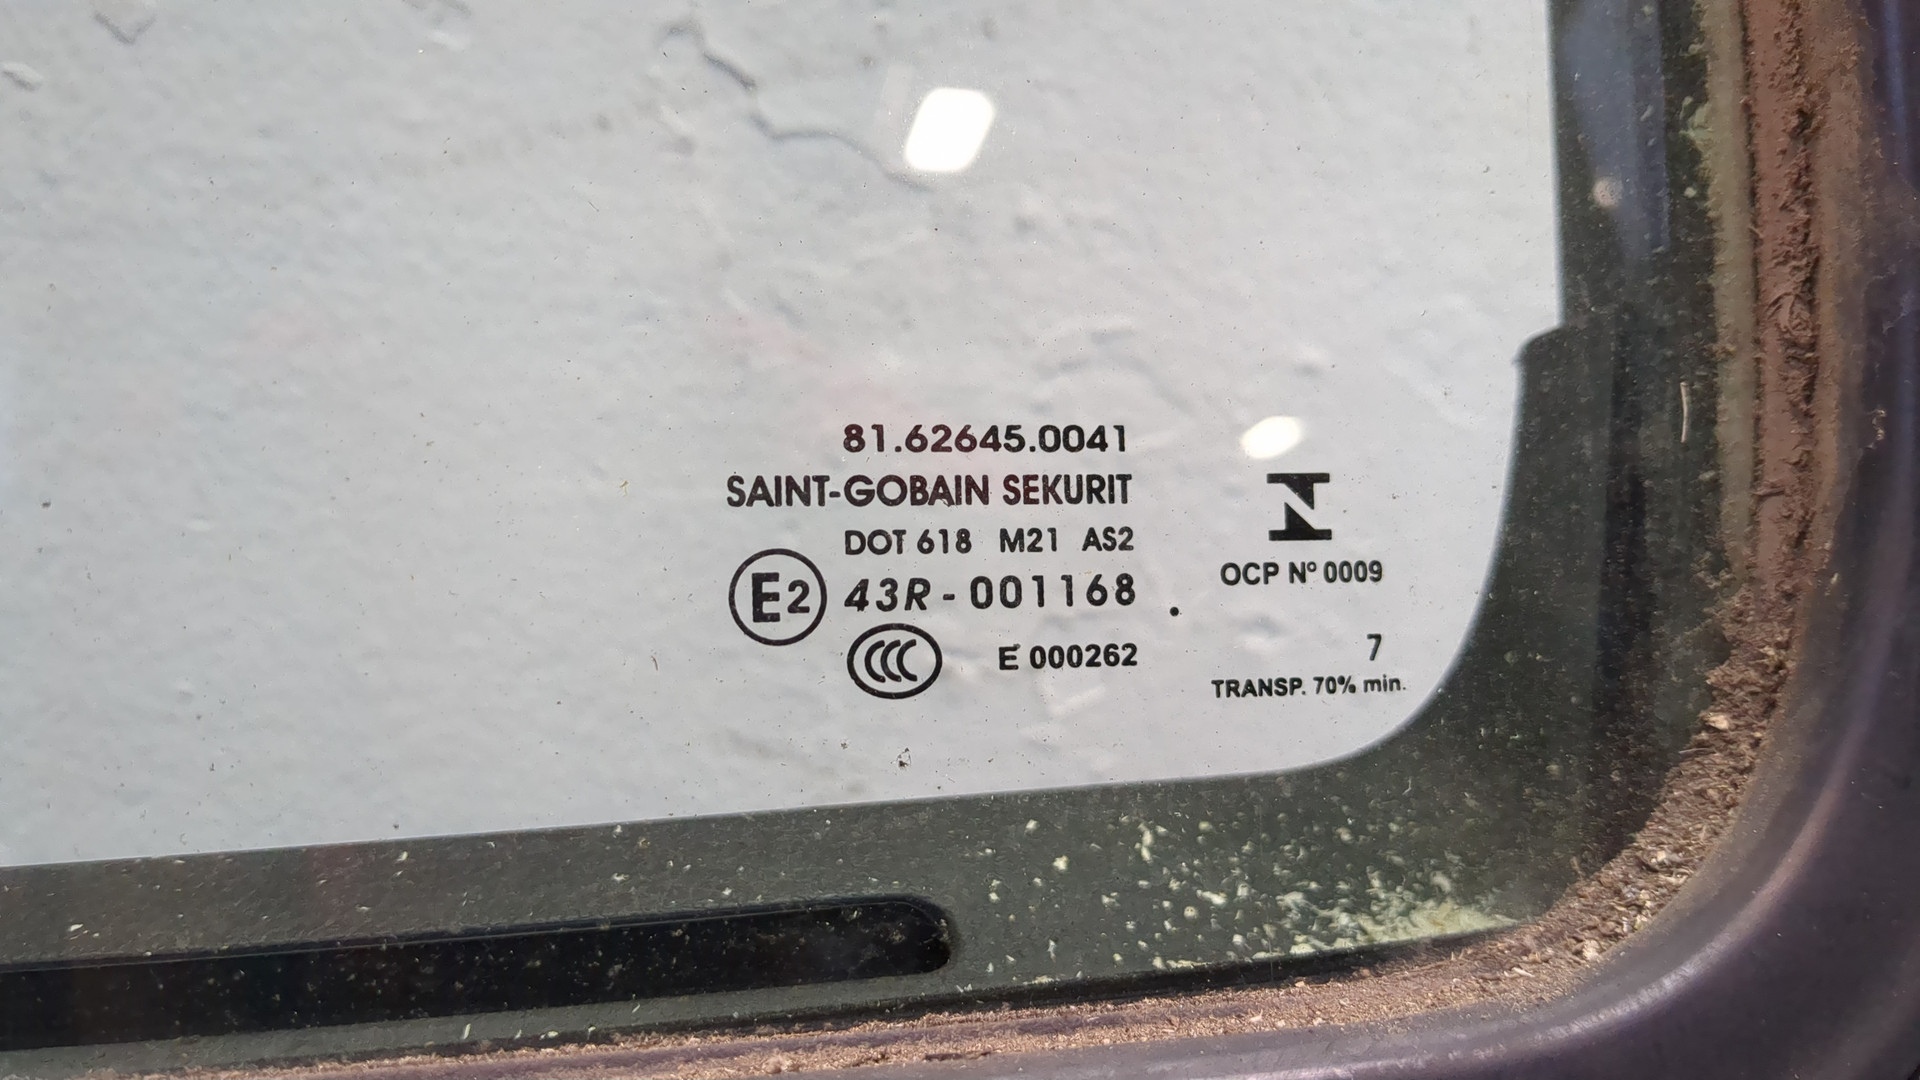 81.62645.0041
SAINT-GOBAIN SEKURIT
DOT 618 M21 AS2
E2 43R-001168 .
CCC E 000262
N
OCP Nº 0009
7
TRANSP. 70% min.